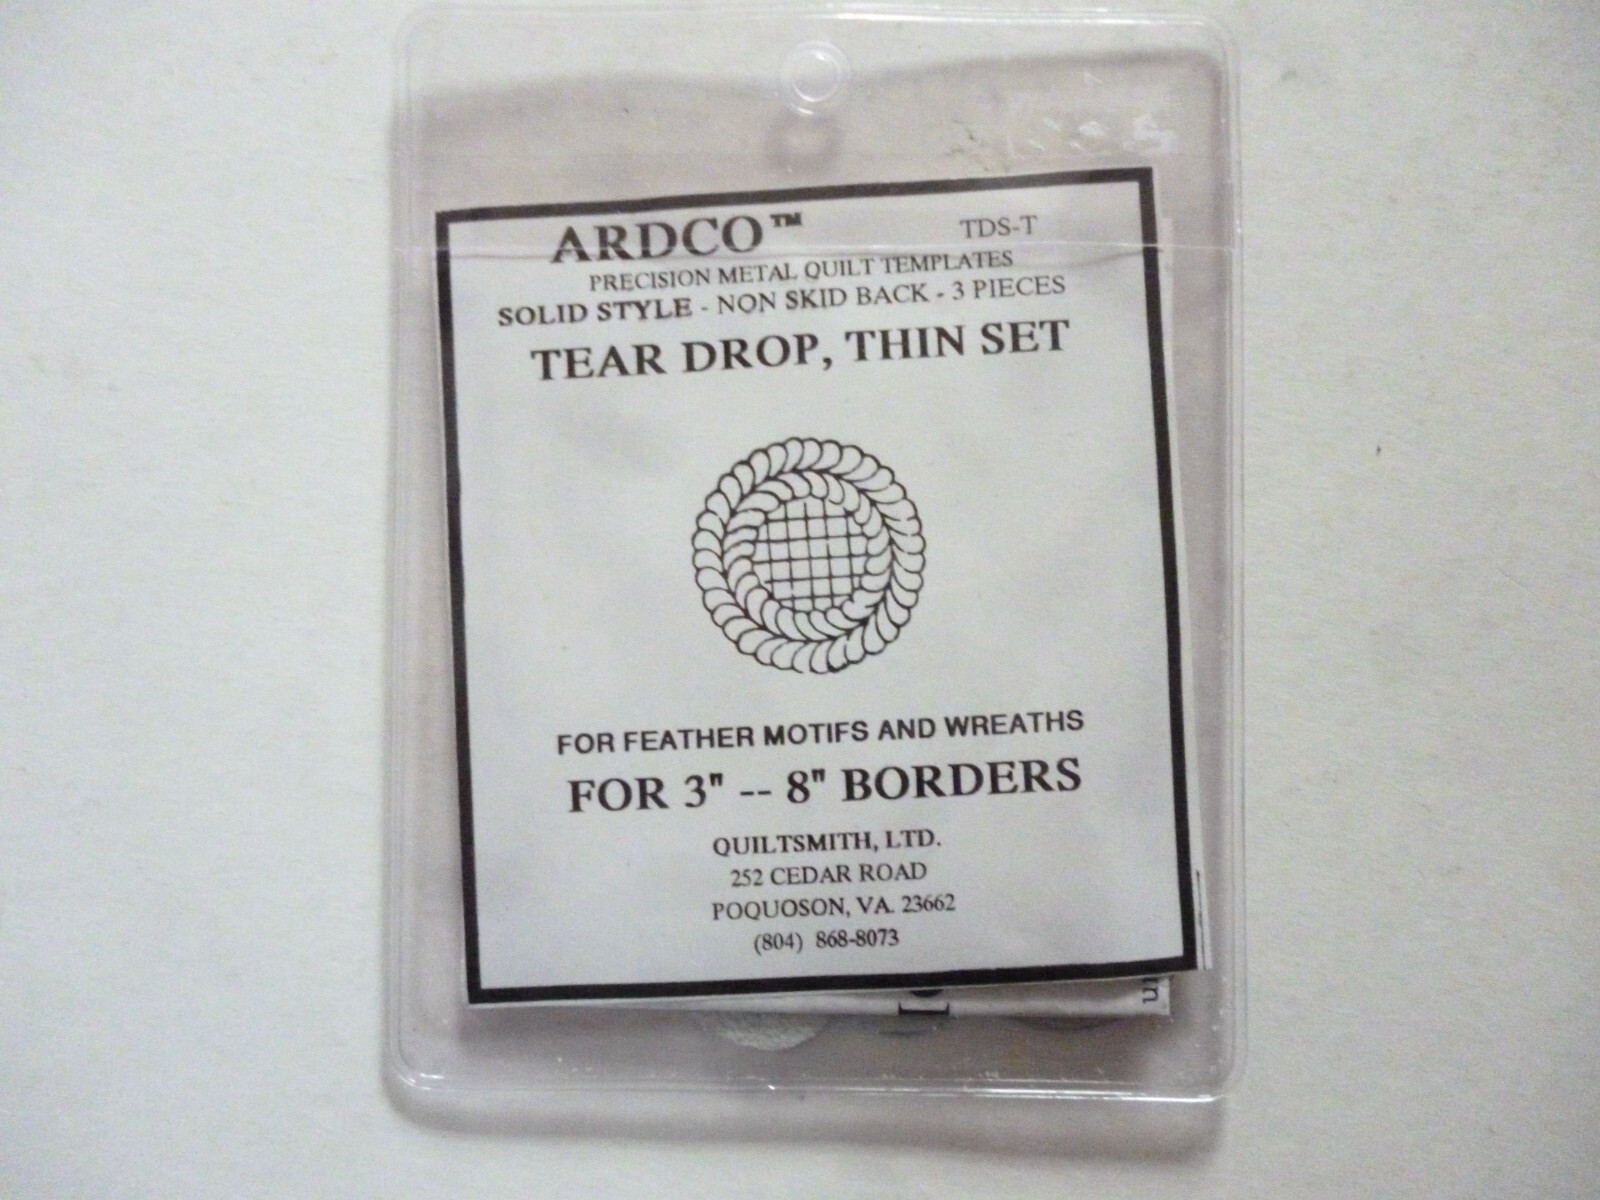 ARDCO™ TDS-T
PRECISION METAL QUILT TEMPLATES
SOLID STYLE - NON SKID BACK - 3 PIECES
TEAR DROP, THIN SET
FOR FEATHER MOTIFS AND WREATHS
FOR 3" -- 8" BORDERS
QUILTSMITH, LTD.
252 CEDAR ROAD
POQUOSON, VA. 23662
(804) 868-8073